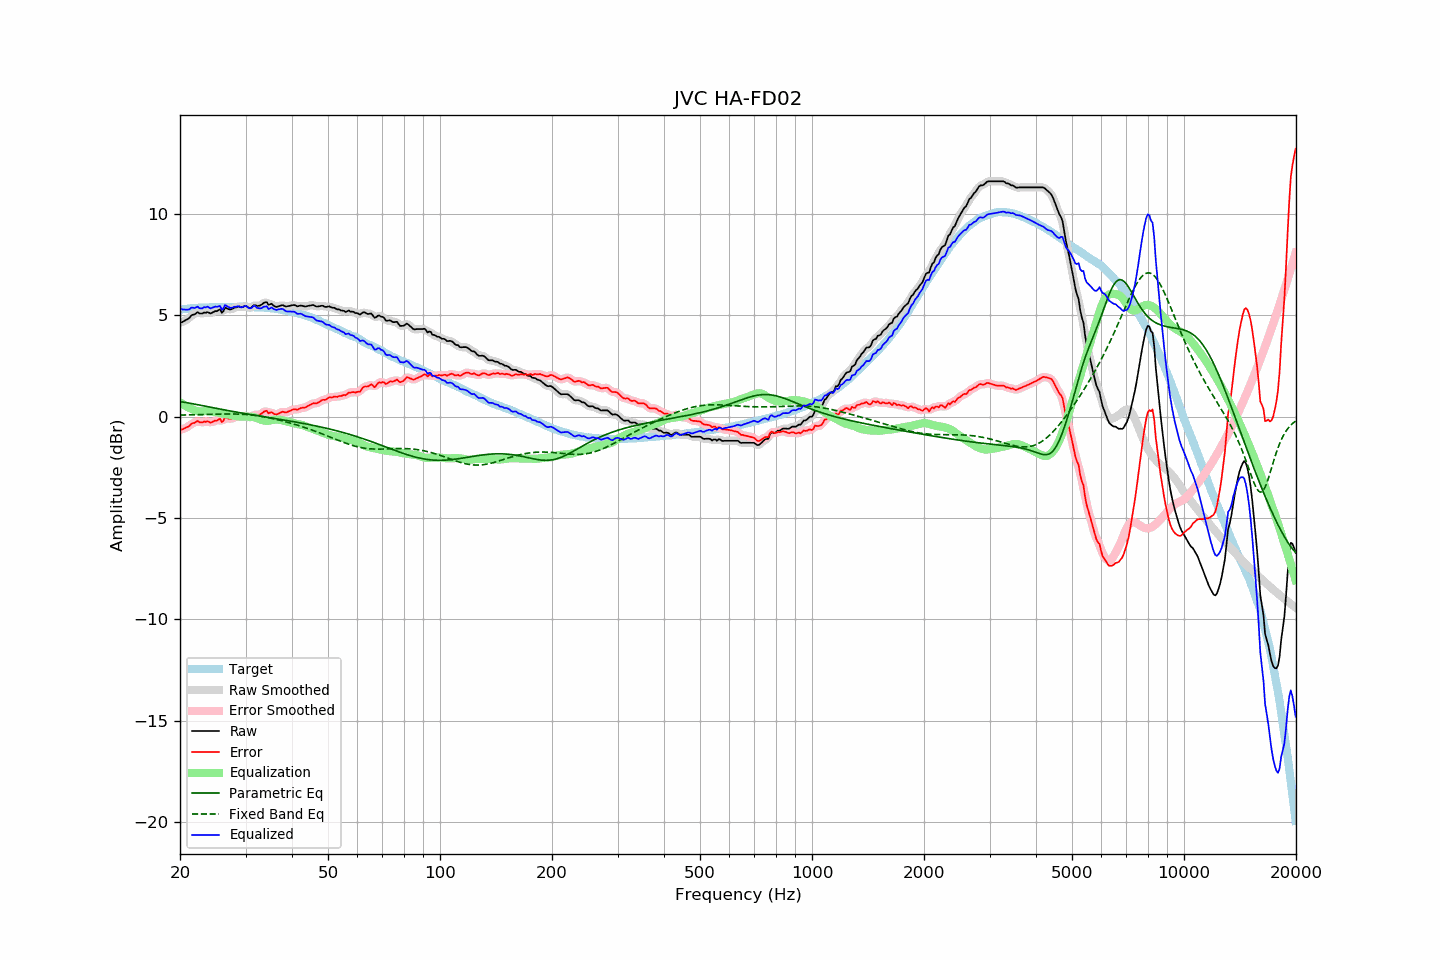 JVC HA-FD02
Amplitude (dBr)
10
5
0
−5
−10
−15
−20
Target
Raw Smoothed
Error Smoothed
Raw
Error
Equalization
Parametric Eq
Fixed Band Eq
Equalized
20 50 100 200 500 1000 2000 5000 10000 20000
Frequency (Hz)